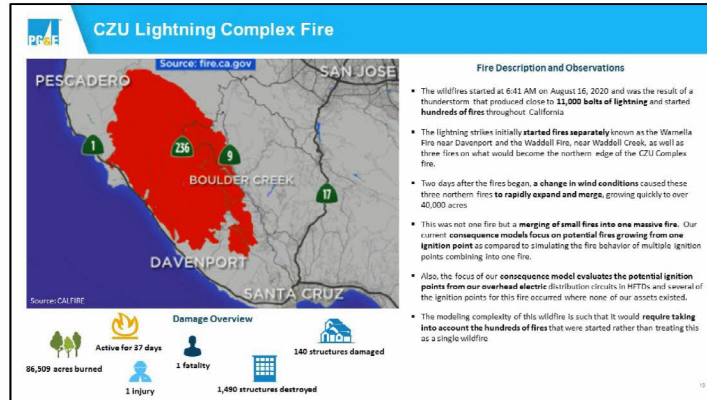 PG&E
CZU Lightning Complex Fire
Source: fire.ca.gov
PESCADERO
SAN JOSE
1
236
9
BOULDER CREEK
17
DAVENPORT
SANTA CRUZ
Source: CALFIRE
Damage Overview
86,509 acres burned
Active for 37 days
1 injury
1 fatality
1,490 structures destroyed
140 structures damaged
Fire Description and Observations
▪ The wildfires started at 6:41 AM on August 16, 2020 and was the result of a
thunderstorm that produced close to 11,000 bolts of lightning and started
hundreds of fires throughout California
▪ The lightning strikes initially started fires separately known as the Warnella
Fire near Davenport and the Waddell Fire, near Waddell Creek, as well as
three fires on what would become the northern edge of the CZU Complex
fire.
▪ Two days after the fires began, a change in wind conditions caused these
three northern fires to rapidly expand and merge, growing quickly to over
40,000 acres
▪ This was not one fire but a merging of small fires into one massive fire. Our
current consequence models focus on potential fires growing from one
ignition point as compared to simulating the fire behavior of multiple ignition
points combining into one fire.
▪ Also, the focus of our consequence model evaluates the potential ignition
points from our overhead electric distribution circuits in HFTDs and several of
the ignition points for this fire occurred where none of our assets existed.
▪ The modeling complexity of this wildfire is such that it would require taking
into account the hundreds of fires that were started rather than treating this
as a single wildfire